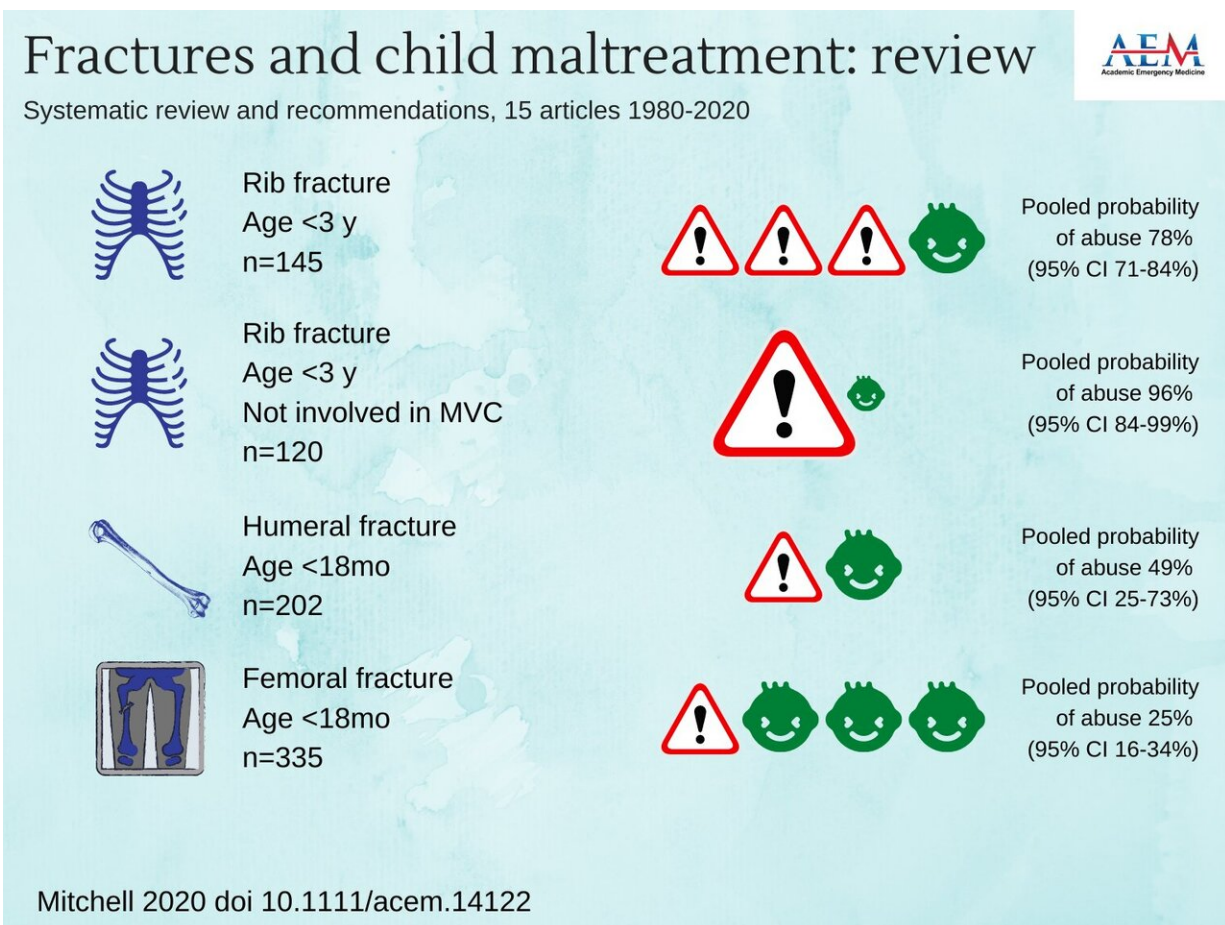 Fractures and child maltreatment: review
AEM
Academic Emergency Medicine
Systematic review and recommendations, 15 articles 1980-2020
Rib fracture
Age <3 y
n=145
Pooled probability
of abuse 78%
(95% CI 71-84%)
Rib fracture
Age <3 y
Not involved in MVC
n=120
Pooled probability
of abuse 96%
(95% CI 84-99%)
Humeral fracture
Age <18mo
n=202
Pooled probability
of abuse 49%
(95% CI 25-73%)
Femoral fracture
Age <18mo
n=335
Pooled probability
of abuse 25%
(95% CI 16-34%)
Mitchell 2020 doi 10.1111/acem.14122